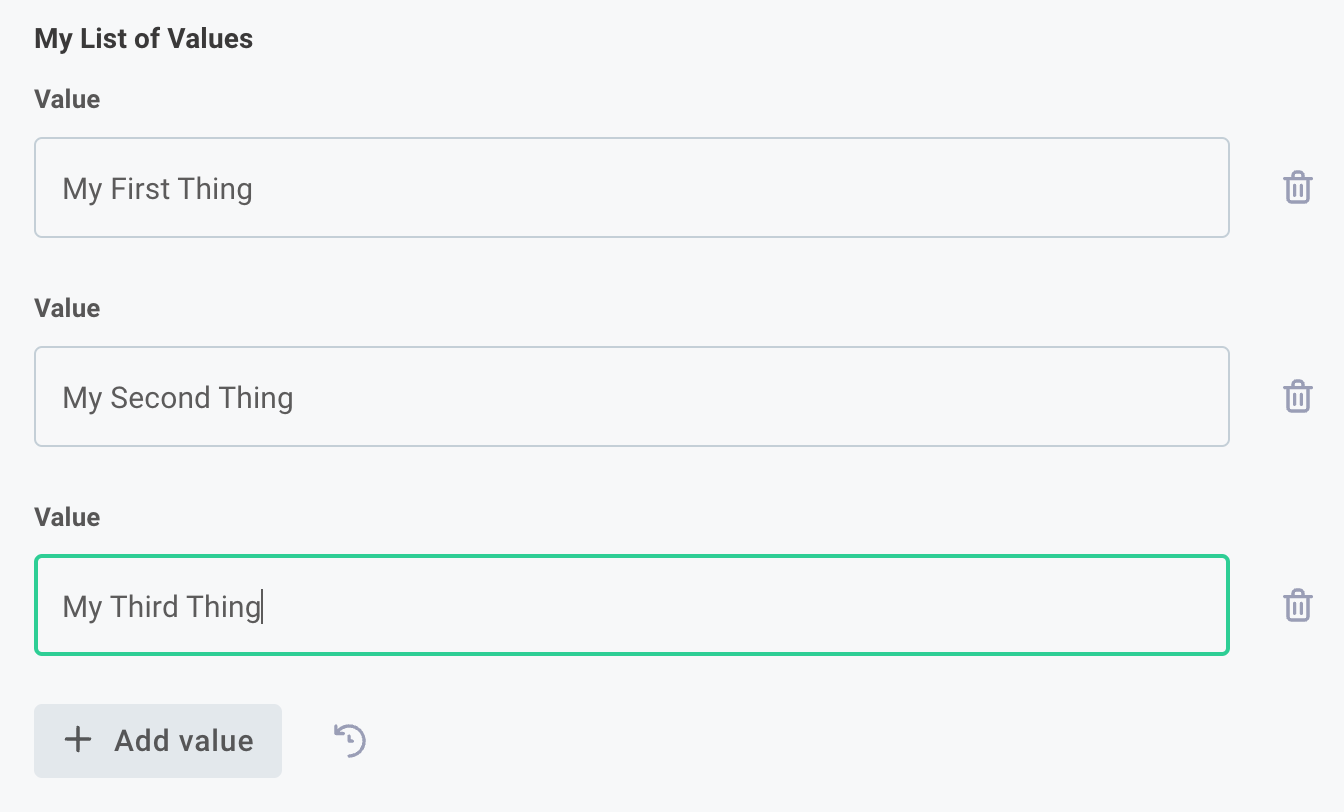 My List of Values
Value
My First Thing
Value
My Second Thing
Value
My Third Thing
Add value